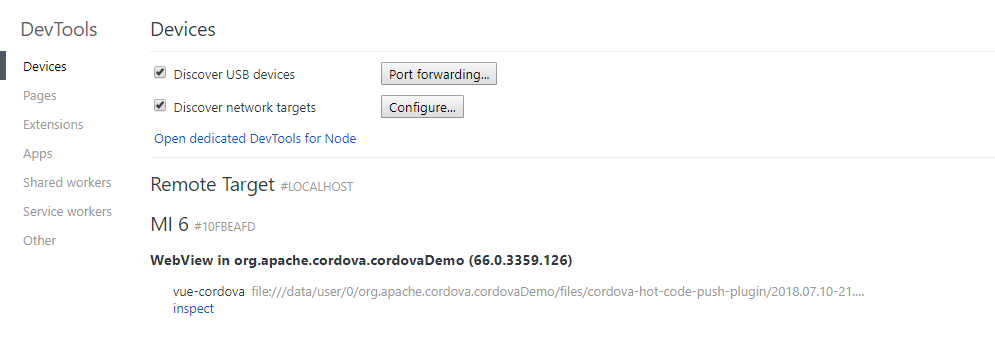 DevTools
Devices
Pages
Extensions
Apps
Shared workers
Service workers
Other
Devices
Discover USB devices Port forwarding...
Discover network targets Configure...
Open dedicated DevTools for Node
Remote Target #LOCALHOST
MI 6 #10FBEAFD
WebView in org.apache.cordova.cordovaDemo (66.0.3359.126)
vue-cordova file:///data/user/0/org.apache.cordova.cordovaDemo/files/cordova-hot-code-push-plugin/2018.07.10-21....
inspect